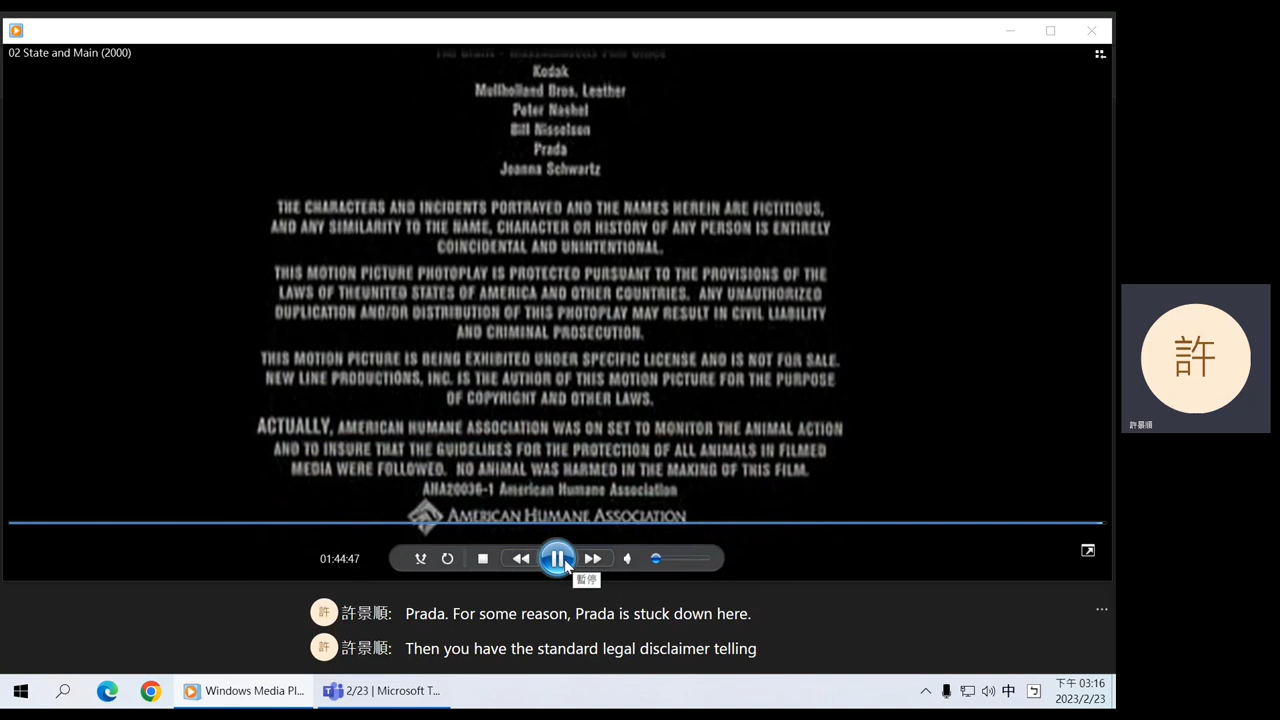 02 State and Main (2000)
Kodak
Mullholland Bros. Leather
Peter Nashel
Bill Nisselson
Prada
Joanna Schwartz
THE CHARACTERS AND INCIDENTS PORTRAYED AND THE NAMES HEREIN ARE FICTITIOUS,
AND ANY SIMILARITY TO THE NAME, CHARACTER OR HISTORY OF ANY PERSON IS ENTIRELY
COINCIDENTAL AND UNINTENTIONAL.
THIS MOTION PICTURE PHOTOPLAY IS PROTECTED PURSUANT TO THE PROVISIONS OF THE
LAWS OF THEUNITED STATES OF AMERICA AND OTHER COUNTRIES. ANY UNAUTHORIZED
DUPLICATION AND/OR DISTRIBUTION OF THIS PHOTOPLAY MAY RESULT IN CIVIL LIABILITY
AND CRIMINAL PROSECUTION.
THIS MOTION PICTURE IS BEING EXHIBITED UNDER SPECIFIC LICENSE AND IS NOT FOR SALE.
NEW LINE PRODUCTIONS, INC. IS THE AUTHOR OF THIS MOTION PICTURE FOR THE PURPOSE
OF COPYRIGHT AND OTHER LAWS.
ACTUALLY, AMERICAN HUMANE ASSOCIATION WAS ON SET TO MONITOR THE ANIMAL ACTION
AND TO INSURE THAT THE GUIDELINES FOR THE PROTECTION OF ALL ANIMALS IN FILMED
MEDIA WERE FOLLOWED. NO ANIMAL WAS HARMED IN THE MAKING OF THIS FILM.
AHA20036-1 American Humane Association
AMERICAN HUMANE ASSOCIATION
01:44:47
暫停
許
許景順
許 許景順: Prada. For some reason, Prada is stuck down here.
許 許景順: Then you have the standard legal disclaimer telling
Windows Media Pl...
2/23 | Microsoft T...
中
下午 03:16
2023/2/23